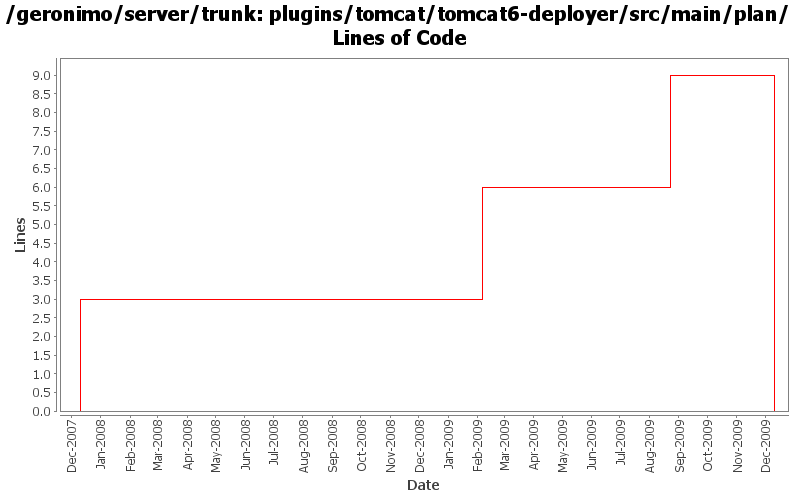 /geronimo/server/trunk: plugins/tomcat/tomcat6-deployer/src/main/plan/
Lines of Code
9.0
8.5
8.0
7.5
7.0
6.5
6.0
5.5
5.0
4.5
4.0
3.5
3.0
2.5
2.0
1.5
1.0
0.5
0.0
Lines
Dec-2007
Jan-2008
Feb-2008
Mar-2008
Apr-2008
May-2008
Jun-2008
Jul-2008
Aug-2008
Sep-2008
Oct-2008
Nov-2008
Dec-2008
Jan-2009
Feb-2009
Mar-2009
Apr-2009
May-2009
Jun-2009
Jul-2009
Aug-2009
Sep-2009
Oct-2009
Nov-2009
Dec-2009
Date